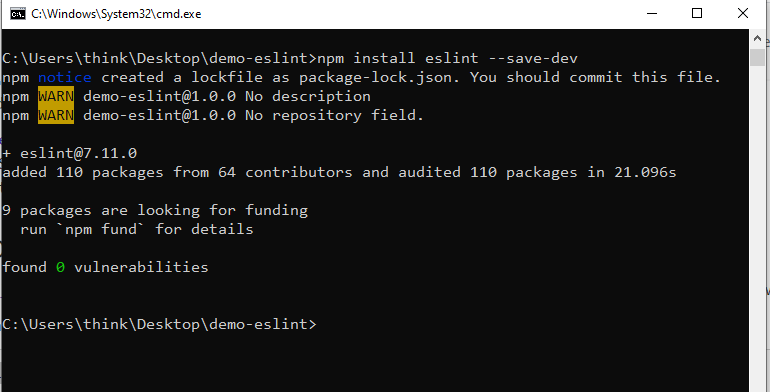 C:\Windows\System32\cmd.exe
C:\Users\think\Desktop\demo-eslint>npm install eslint --save-dev
npm notice created a lockfile as package-lock.json. You should commit this file.
npm WARN demo-eslint@1.0.0 No description
npm WARN demo-eslint@1.0.0 No repository field.
+ eslint@7.11.0
added 110 packages from 64 contributors and audited 110 packages in 21.096s
9 packages are looking for funding
run `npm fund` for details
found 0 vulnerabilities
C:\Users\think\Desktop\demo-eslint>